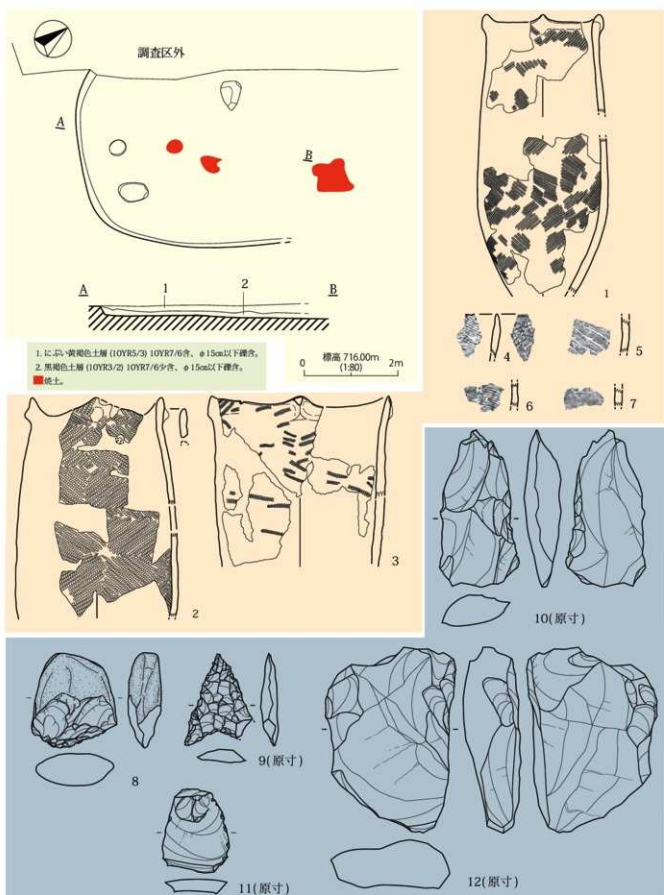 調査区外
A
B
A
1
2
B
1. にぶい黄褐色土層 (10YR5/3) 10YR7/6含、φ15cm以下礫含。
2. 黒褐色土層 (10YR3/2) 10YR7/6少含、φ15cm以下礫含。
焼土。
標高 716.00m
0 (1:80) 2m
1
4
5
6
7
2
3
10(原寸)
8
9(原寸)
11(原寸)
12(原寸)